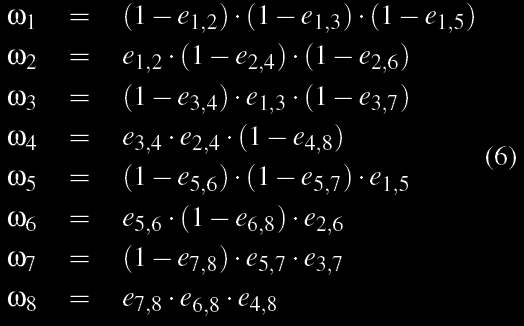 ω₁ = (1 − e₁,₂) · (1 − e₁,₃) · (1 − e₁,₅)
ω₂ = e₁,₂ · (1 − e₂,₄) · (1 − e₂,₆)
ω₃ = (1 − e₃,₄) · e₁,₃ · (1 − e₃,₇)
ω₄ = e₃,₄ · e₂,₄ · (1 − e₄,₈)
(6)
ω₅ = (1 − e₅,₆) · (1 − e₅,₇) · e₁,₅
ω₆ = e₅,₆ · (1 − e₆,₈) · e₂,₆
ω₇ = (1 − e₇,₈) · e₅,₇ · e₃,₇
ω₈ = e₇,₈ · e₆,₈ · e₄,₈